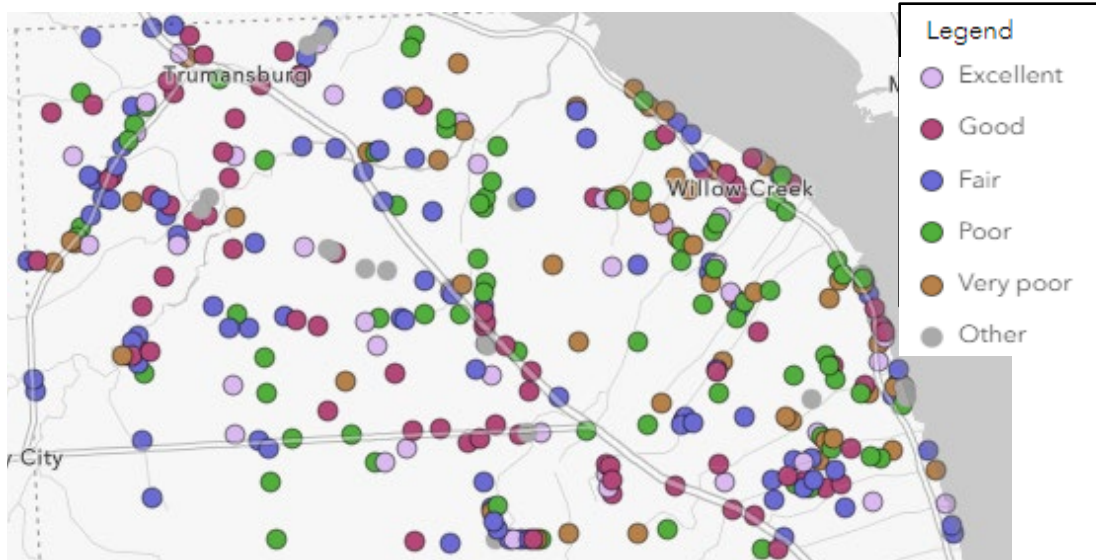 Legend
Excellent
Good
Fair
Poor
Very poor
Other
Trumansburg
M
Willow Creek
y City